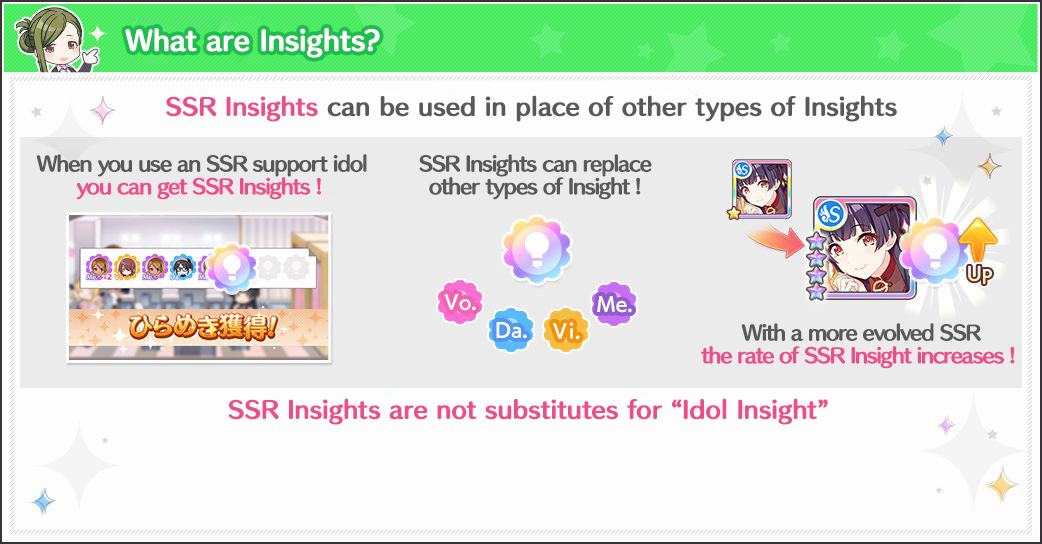 What are Insights?
SSR Insights can be used in place of other types of Insights
When you use an SSR support idol
you can get SSR Insights !
ひらめき獲得!
SSR Insights can replace
other types of Insight !
Vo.
Da.
Vi.
Me.
S
S
UP
With a more evolved SSR
the rate of SSR Insight increases !
SSR Insights are not substitutes for “Idol Insight”